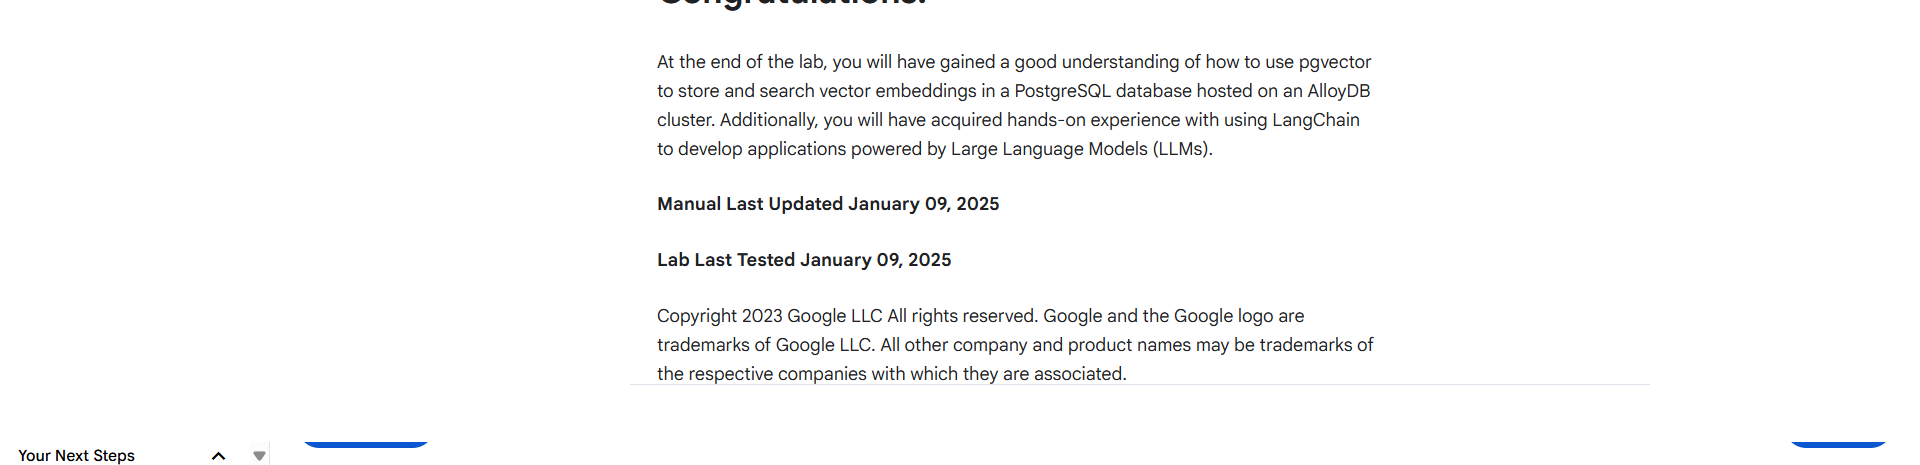 Congratulations!
At the end of the lab, you will have gained a good understanding of how to use pgvector
to store and search vector embeddings in a PostgreSQL database hosted on an AlloyDB
cluster. Additionally, you will have acquired hands-on experience with using LangChain
to develop applications powered by Large Language Models (LLMs).
Manual Last Updated January 09, 2025
Lab Last Tested January 09, 2025
Copyright 2023 Google LLC All rights reserved. Google and the Google logo are
trademarks of Google LLC. All other company and product names may be trademarks of
the respective companies with which they are associated.
Your Next Steps